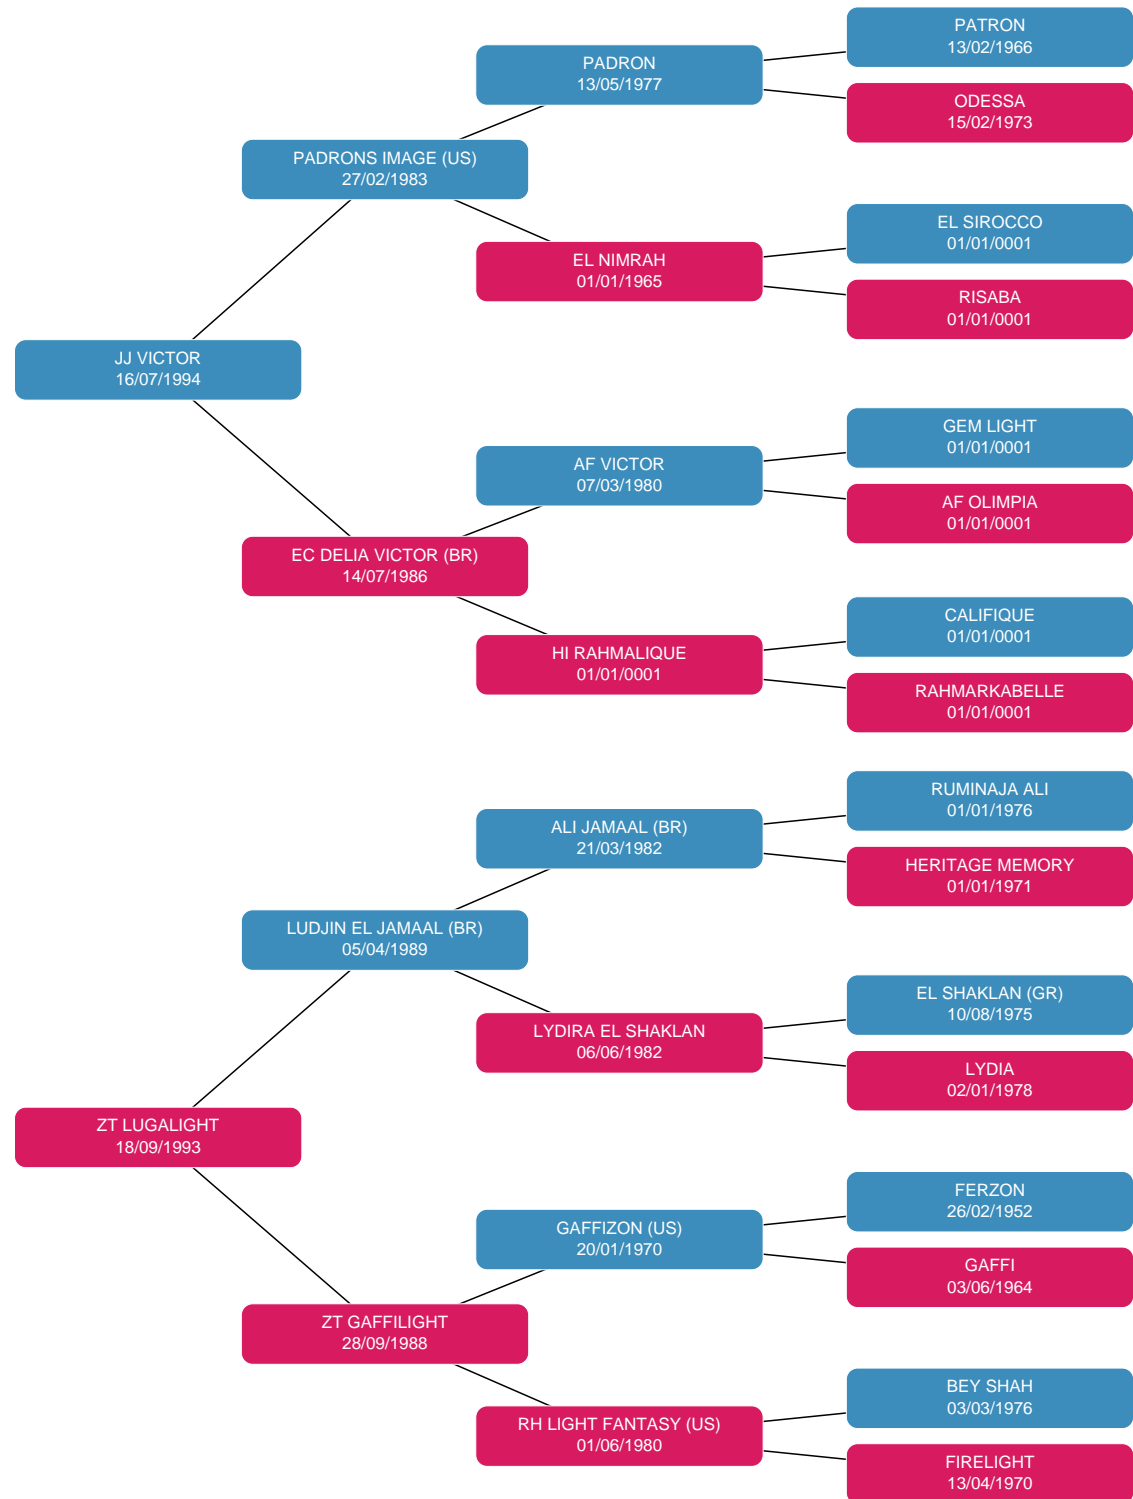 PATRON
13/02/1966
PADRON
13/05/1977
ODESSA
15/02/1973
PADRONS IMAGE (US)
27/02/1983
EL SIROCCO
01/01/0001
EL NIMRAH
01/01/1965
RISABA
01/01/0001
JJ VICTOR
16/07/1994
GEM LIGHT
01/01/0001
AF VICTOR
07/03/1980
AF OLIMPIA
01/01/0001
EC DELIA VICTOR (BR)
14/07/1986
CALIFIQUE
01/01/0001
HI RAHMALIQUE
01/01/0001
RAHMARKABELLE
01/01/0001
RUMINAJA ALI
01/01/1976
ALI JAMAAL (BR)
21/03/1982
HERITAGE MEMORY
01/01/1971
LUDJIN EL JAMAAL (BR)
05/04/1989
EL SHAKLAN (GR)
10/08/1975
LYDIRA EL SHAKLAN
06/06/1982
LYDIA
02/01/1978
ZT LUGALIGHT
18/09/1993
FERZON
26/02/1952
GAFFIZON (US)
20/01/1970
GAFFI
03/06/1964
ZT GAFFILIGHT
28/09/1988
BEY SHAH
03/03/1976
RH LIGHT FANTASY (US)
01/06/1980
FIRELIGHT
13/04/1970